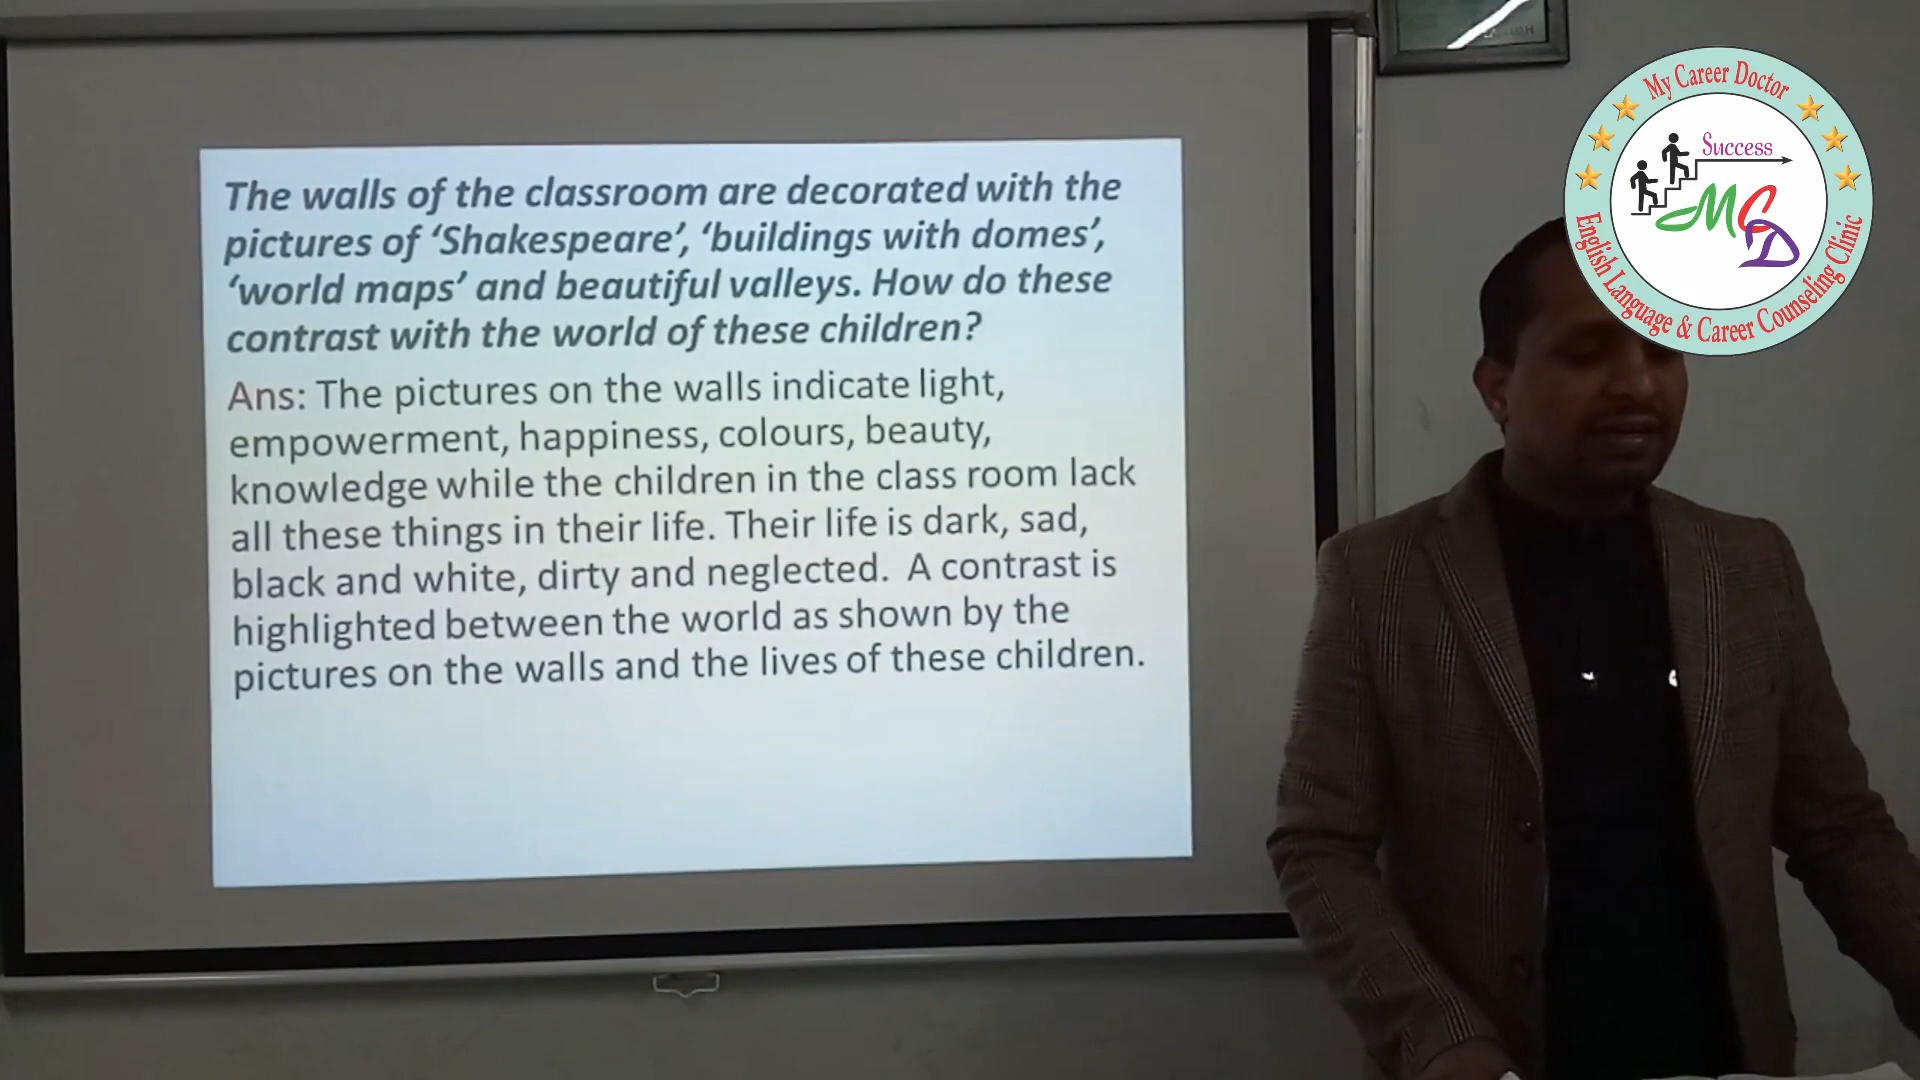 The walls of the classroom are decorated with the
pictures of ‘Shakespeare’, ‘buildings with domes’,
‘world maps’ and beautiful valleys. How do these
contrast with the world of these children?
Ans: The pictures on the walls indicate light,
empowerment, happiness, colours, beauty,
knowledge while the children in the class room lack
all these things in their life. Their life is dark, sad,
black and white, dirty and neglected. A contrast is
highlighted between the world as shown by the
pictures on the walls and the lives of these children.
My Career Doctor
Success
MCD
English Language & Career Counseling Clinic